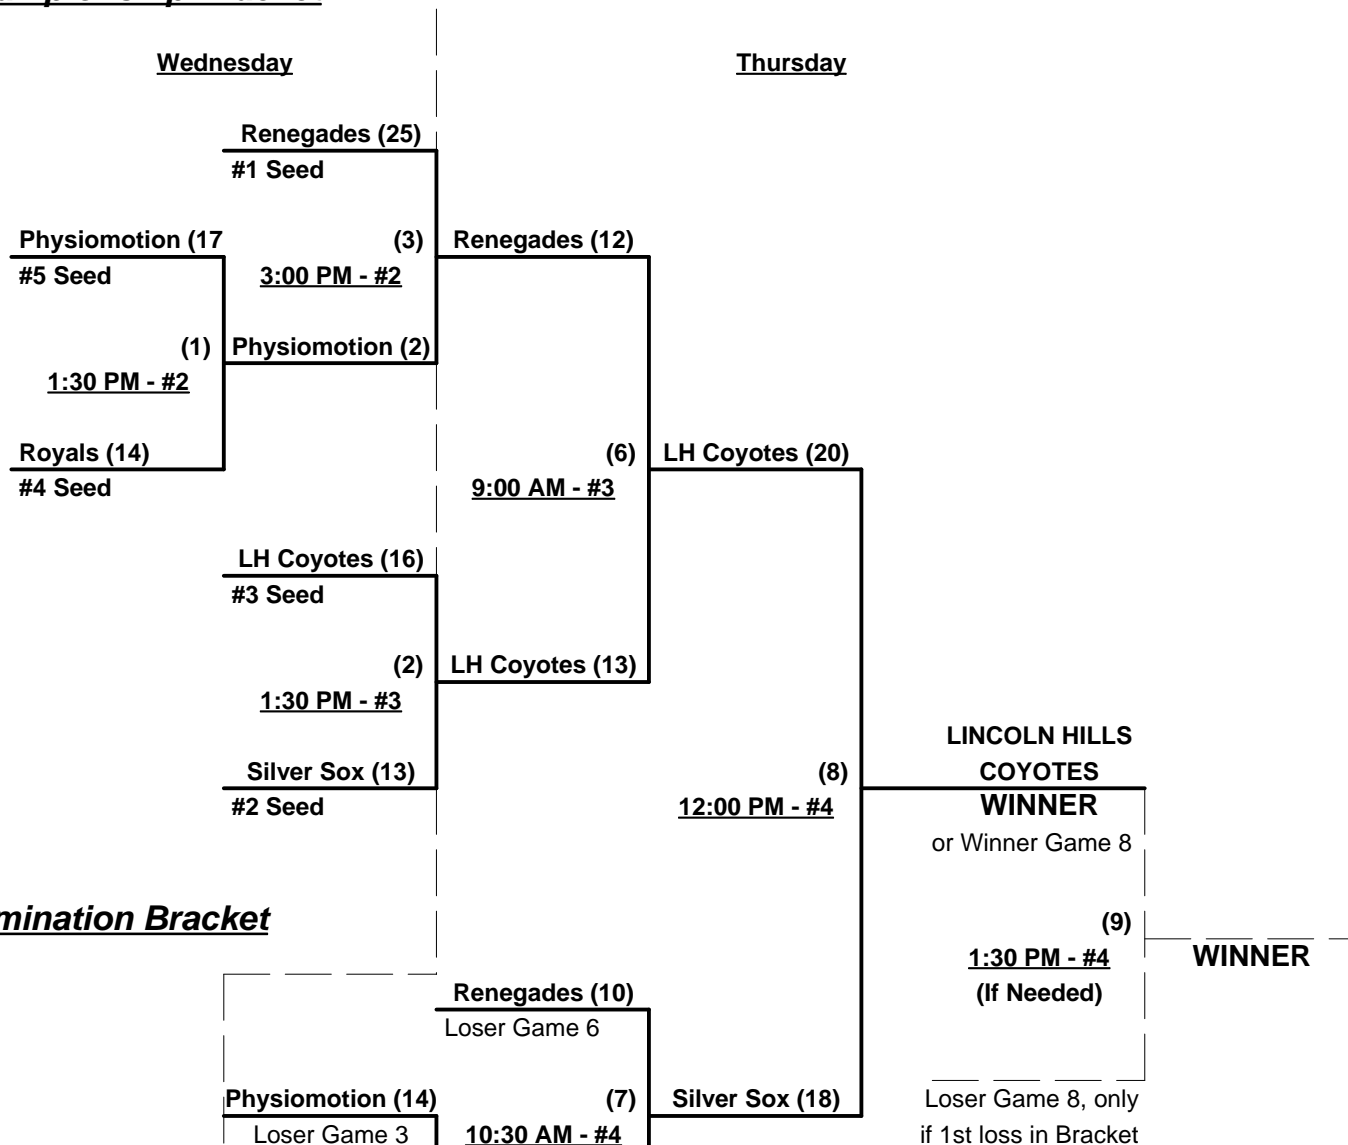 Wednesday Thursday
Renegades (25)
#1 Seed
Physiomotion (17 (3) Renegades (12)
#5 Seed 3:00 PM - #2
(1) Physiomotion (2)
1:30 PM - #2
Royals (14) (6) LH Coyotes (20)
#4 Seed 9:00 AM - #3
LH Coyotes (16)
#3 Seed
(2) LH Coyotes (13)
1:30 PM - #3
LINCOLN HILLS
Silver Sox (13) (8) COYOTES
#2 Seed 12:00 PM - #4 WINNER
or Winner Game 8
mination Bracket (9)
1:30 PM - #4 WINNER
Renegades (10) (If Needed)
Loser Game 6
Physiomotion (14) (7) Silver Sox (18) Loser Game 8, only
Loser Game 3 10:30 AM - #4 if 1st loss in Bracket